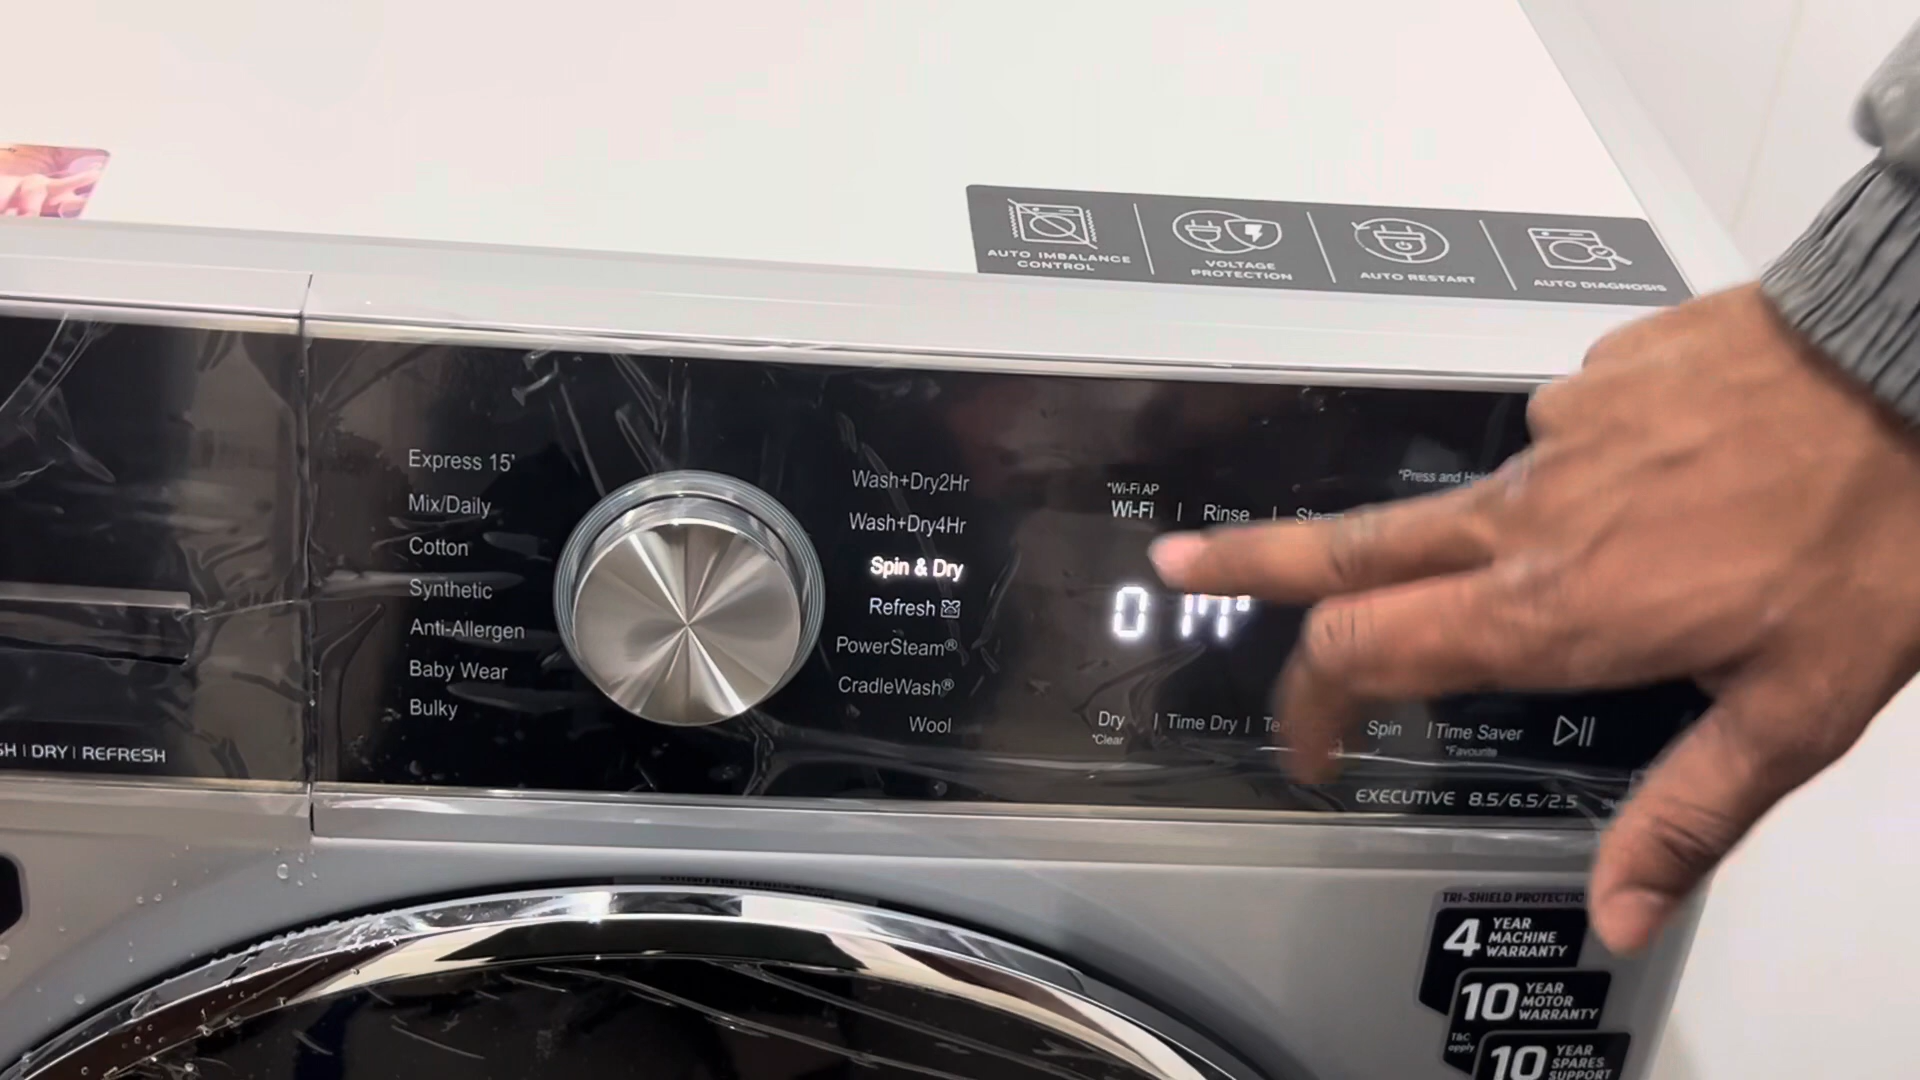 AUTO IMBALANCE
CONTROL
VOLTAGE
PROTECTION
AUTO RESTART
AUTO DIAGNOSIS
Express 15'
Mix/Daily
Cotton
Synthetic
Anti-Allergen
Baby Wear
Bulky
Wash+Dry2Hr
Wash+Dry4Hr
Spin & Dry
Refresh
PowerSteam®
CradleWash®
Wool
*Press and
*Wi-Fi AP
Wi-Fi | Rinse |
Dry | Time Dry |
*Clear
Spin | Time Saver
*Favourite
| DRY | REFRESH
EXECUTIVE 8.5/6.5/2.5
TRI-SHIELD
4 YEAR
MACHINE
WARRANTY
10 YEAR
MOTOR
WARRANTY
T&C
apply
10 YEAR
SPARES
SUPPORT